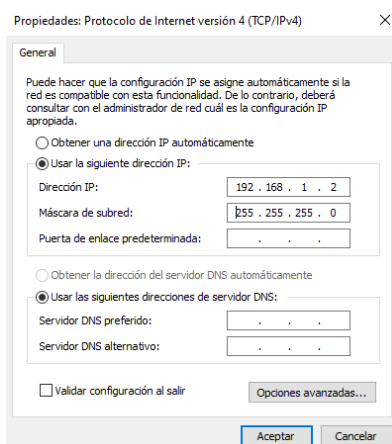 Propiedades: Protocolo de Internet versión 4 (TCP/IPv4)
General
Puede hacer que la configuración IP se asigne automáticamente si la
red es compatible con esta funcionalidad. De lo contrario, deberá
consultar con el administrador de red cuál es la configuración IP
apropiada.
Obtener una dirección IP automáticamente
Usar la siguiente dirección IP:
Dirección IP: 192 . 168 . 1 . 2
Máscara de subred: 255 . 255 . 255 . 0
Puerta de enlace predeterminada: . . .
Obtener la dirección del servidor DNS automáticamente
Usar las siguientes direcciones de servidor DNS:
Servidor DNS preferido: . . .
Servidor DNS alternativo: . . .
Validar configuración al salir Opciones avanzadas...
Aceptar Cancelar